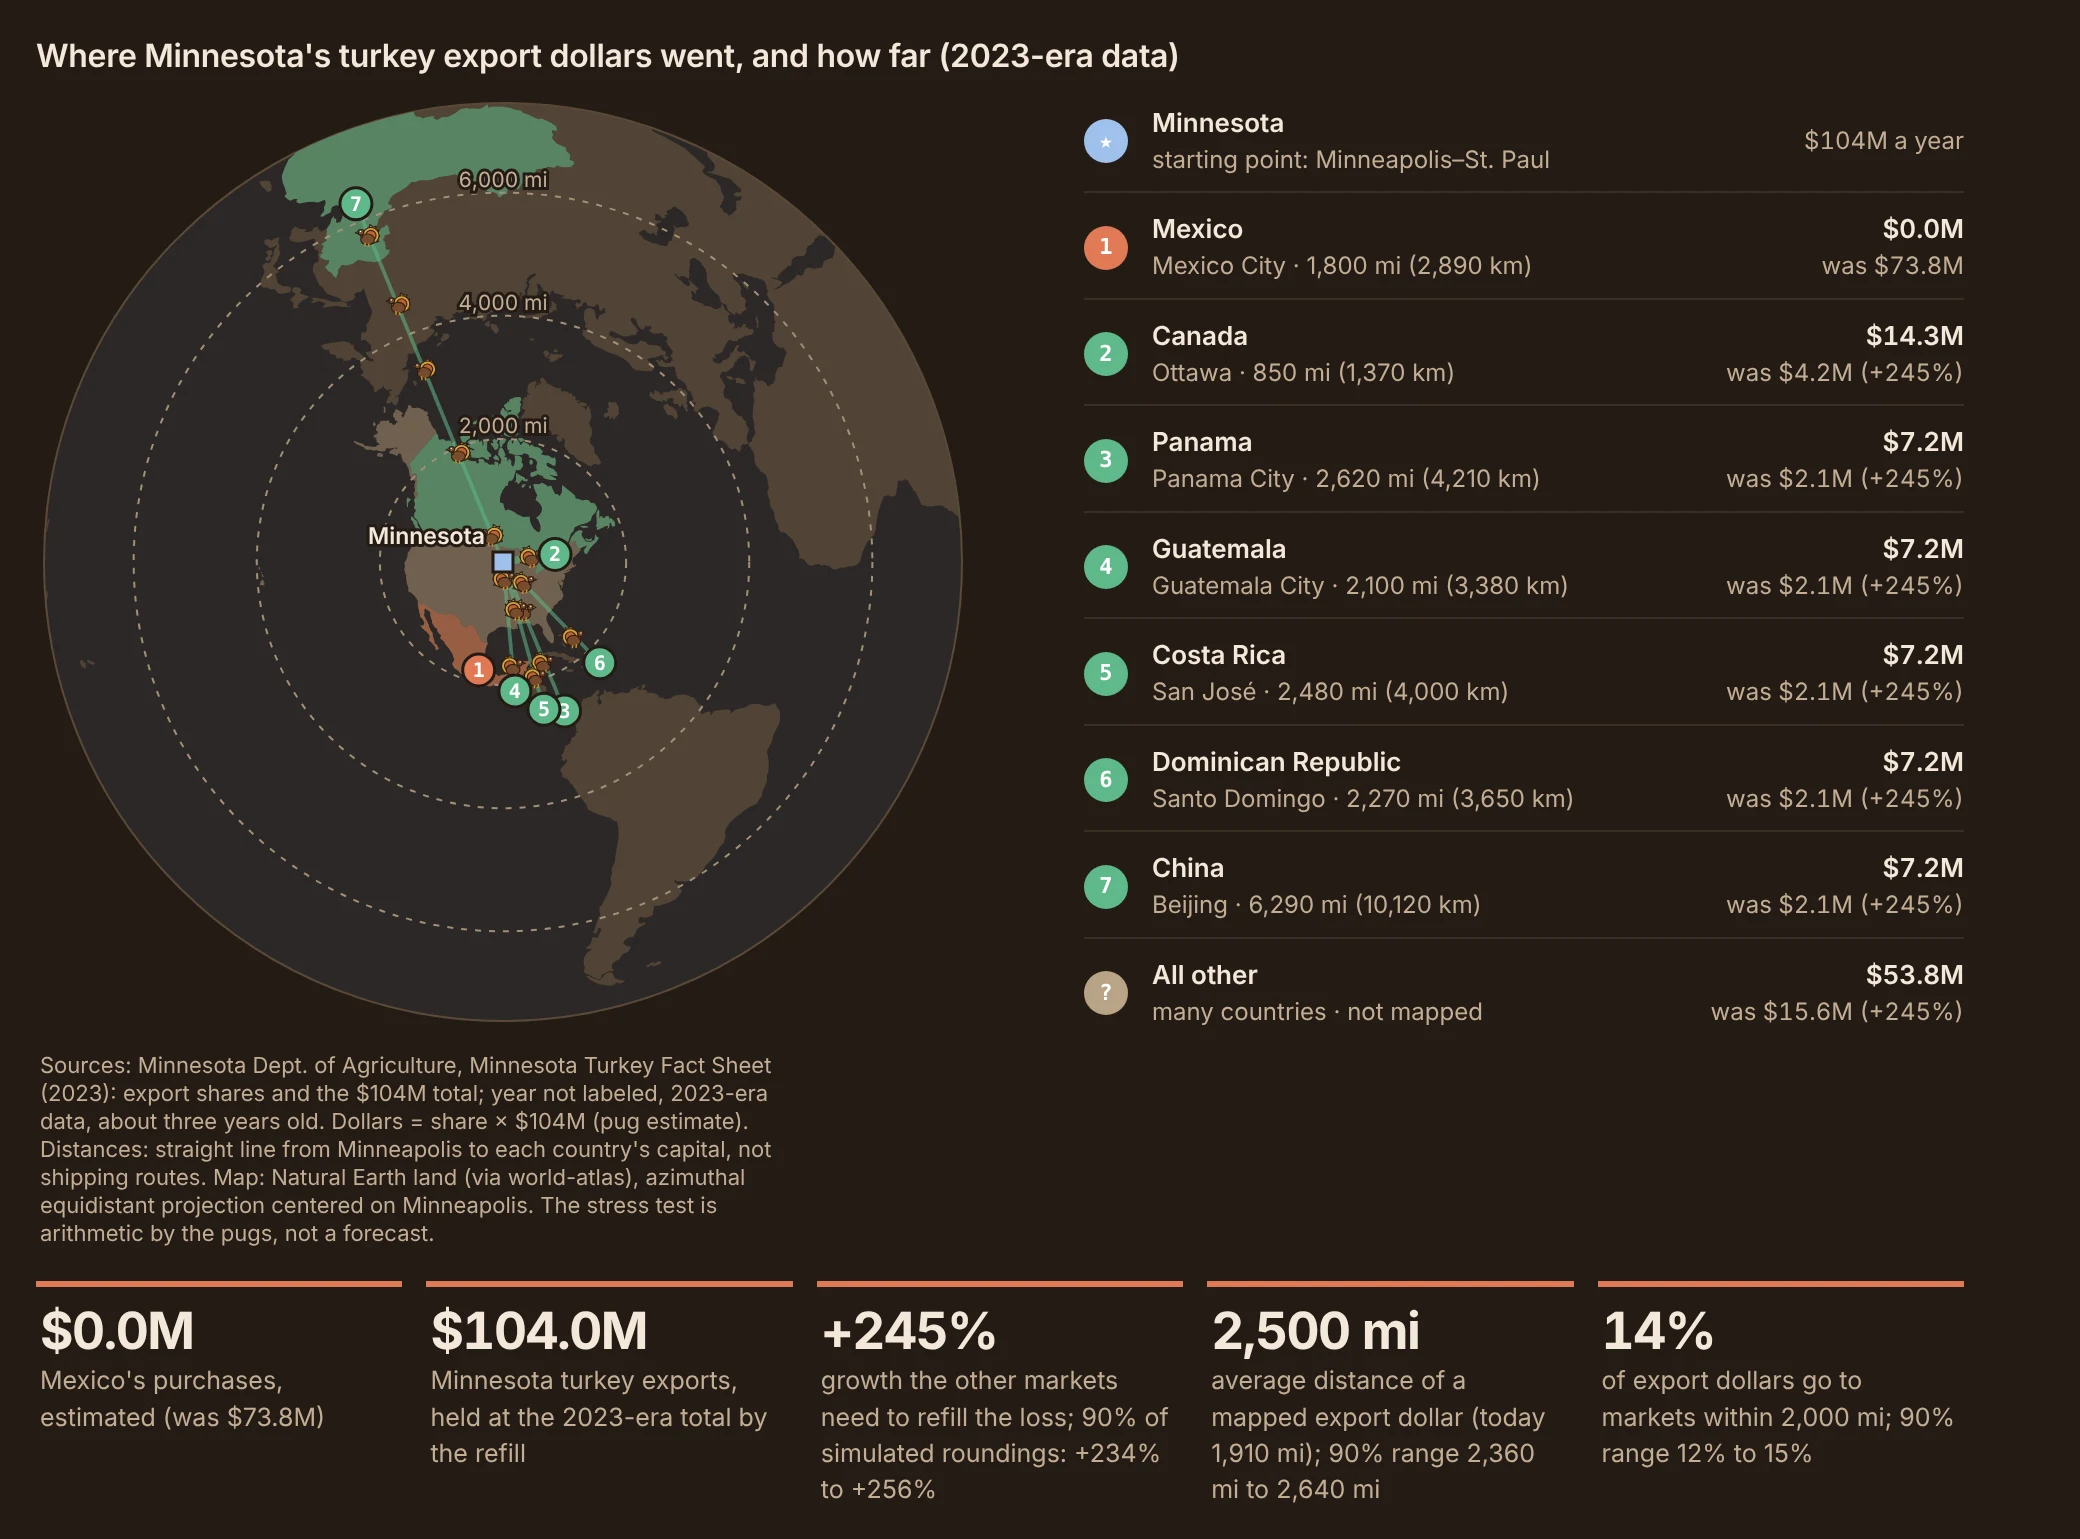 Where Minnesota's turkey export dollars went, and how far (2023-era data)
6,000 mi
7
4,000 mi
2,000 mi
Minnesota
2
1
6
4
5
3
★
Minnesota
$104M a year
starting point: Minneapolis–St. Paul
1
Mexico
$0.0M
Mexico City · 1,800 mi (2,890 km)
was $73.8M
2
Canada
$14.3M
Ottawa · 850 mi (1,370 km)
was $4.2M (+245%)
3
Panama
$7.2M
Panama City · 2,620 mi (4,210 km)
was $2.1M (+245%)
4
Guatemala
$7.2M
Guatemala City · 2,100 mi (3,380 km)
was $2.1M (+245%)
5
Costa Rica
$7.2M
San José · 2,480 mi (4,000 km)
was $2.1M (+245%)
6
Dominican Republic
$7.2M
Santo Domingo · 2,270 mi (3,650 km)
was $2.1M (+245%)
7
China
$7.2M
Beijing · 6,290 mi (10,120 km)
was $2.1M (+245%)
?
All other
$53.8M
many countries · not mapped
was $15.6M (+245%)
Sources: Minnesota Dept. of Agriculture, Minnesota Turkey Fact Sheet
(2023): export shares and the $104M total; year not labeled, 2023-era
data, about three years old. Dollars = share × $104M (pug estimate).
Distances: straight line from Minneapolis to each country's capital, not
shipping routes. Map: Natural Earth land (via world-atlas), azimuthal
equidistant projection centered on Minneapolis. The stress test is
arithmetic by the pugs, not a forecast.
$0.0M
Mexico's purchases,
estimated (was $73.8M)
$104.0M
Minnesota turkey exports,
held at the 2023-era total by
the refill
+245%
growth the other markets
need to refill the loss; 90% of
simulated roundings: +234%
to +256%
2,500 mi
average distance of a
mapped export dollar (today
1,910 mi); 90% range 2,360
mi to 2,640 mi
14%
of export dollars go to
markets within 2,000 mi; 90%
range 12% to 15%